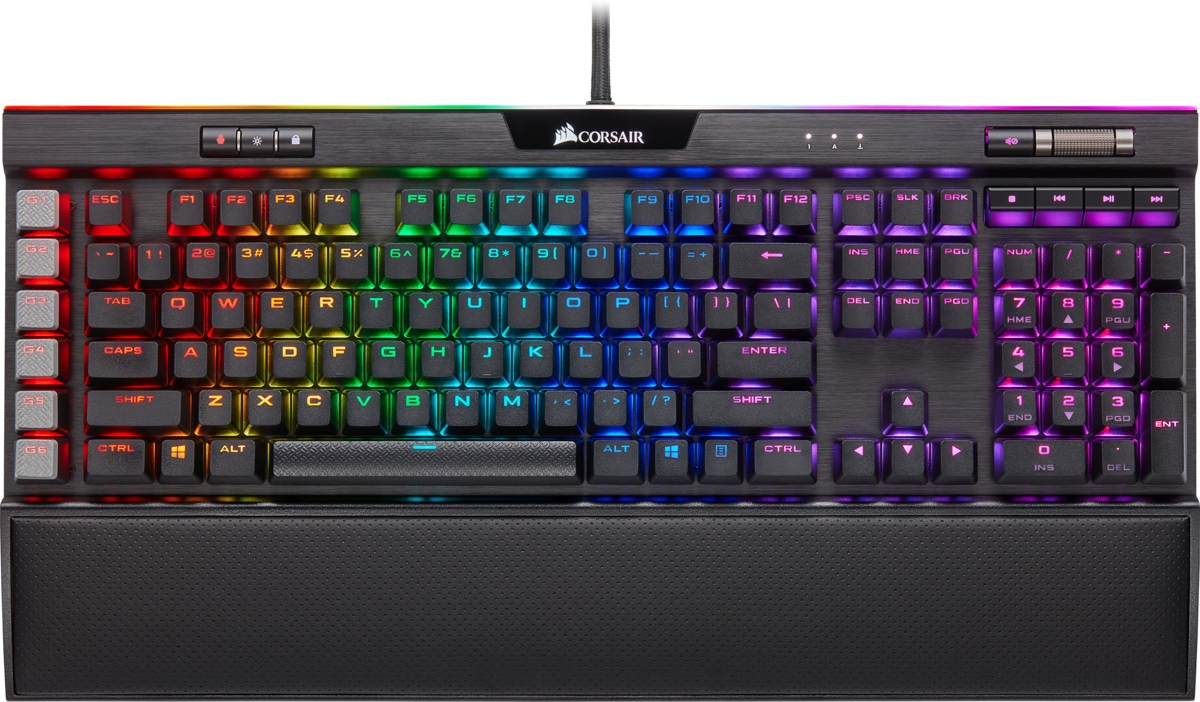 CORSAIR
1 A
G1 ESC F1 F2 F3 F4 F5 F6 F7 F8 F9 F10 F11 F12 PSC SLK BRK
G2 ` ~ 1 ! 2 @ 3 # 4 $ 5 % 6 ^ 7 & 8 * 9 ( 0 ) - _ = + INS HME PGU NUM / * -
G3 TAB Q W E R T Y U I O P [ { ] } \ | DEL END PGD 7 HME 8 9 PGU +
G4 CAPS A S D F G H J K L ; : ' " ENTER 4 5 6
G5 SHIFT Z X C V B N M , < . > / ? SHIFT 1 END 2 3 PGD ENT
G6 CTRL ALT ALT CTRL 0 INS . DEL